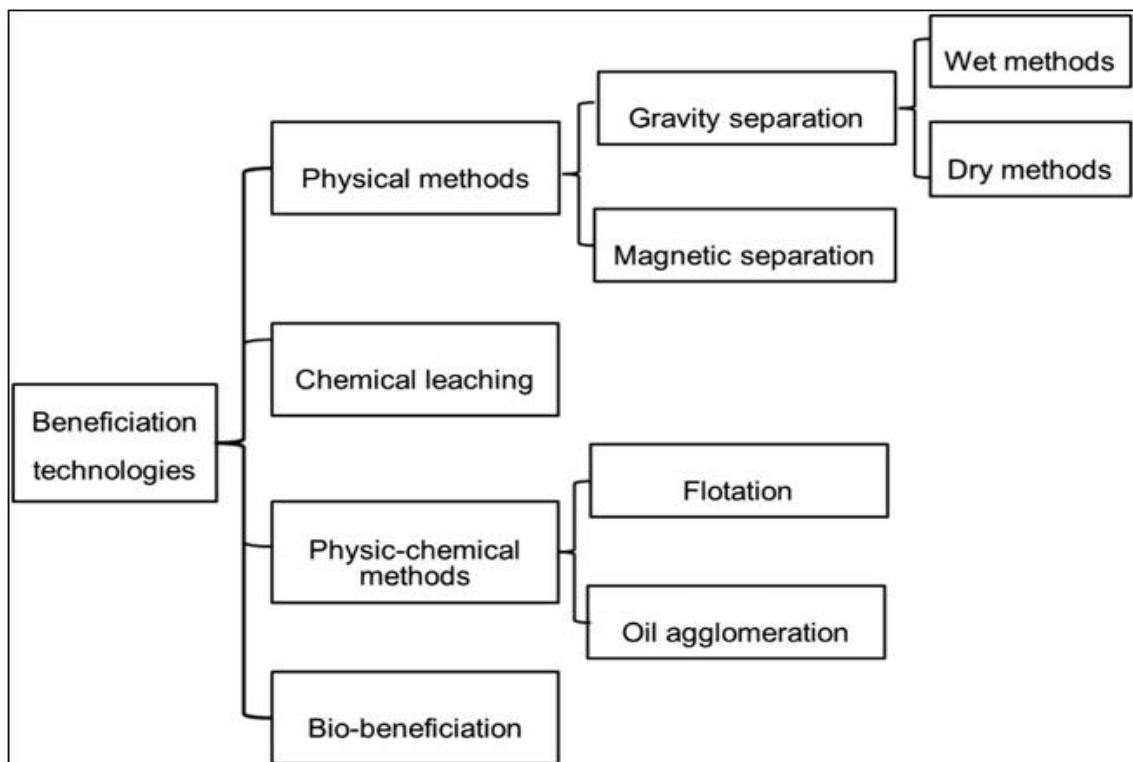 Beneficiation
technologies
Physical methods
Gravity separation
Wet methods
Dry methods
Magnetic separation
Chemical leaching
Physic-chemical
methods
Flotation
Oil agglomeration
Bio-beneficiation